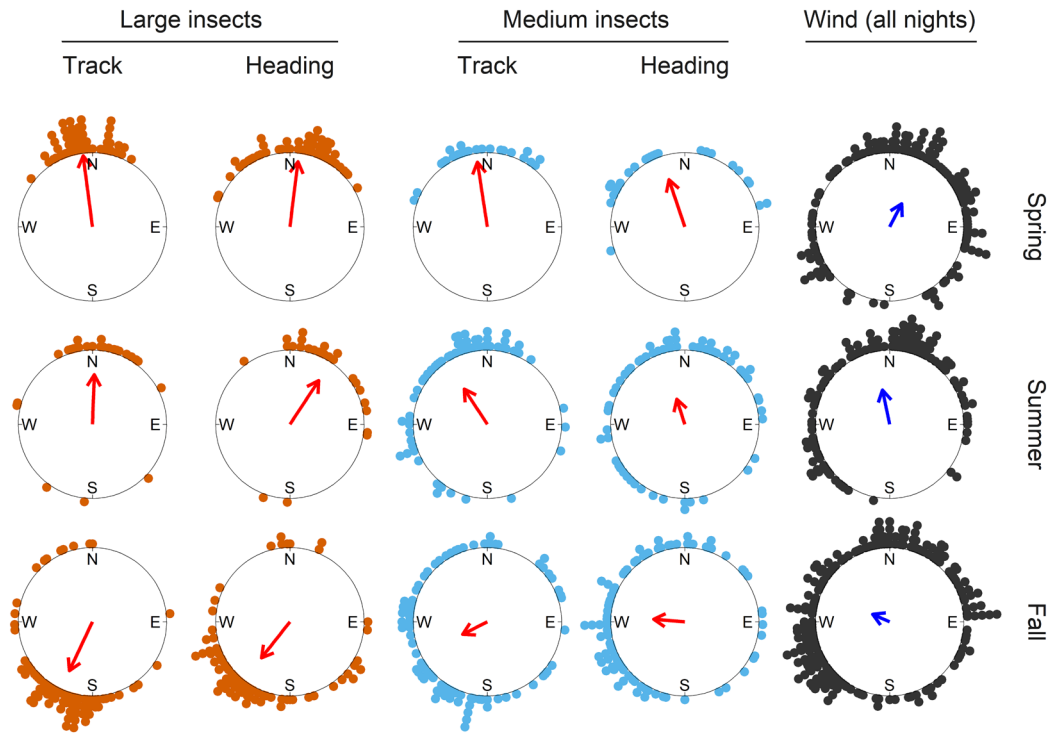 Large insects Medium insects Wind (all nights)
Track Heading Track Heading
N N N N N
W E W E W E W E W E
S S S S S
Spring
N N N N N
W E W E W E W E W E
S S S S S
Summer
N N N N N
W E W E W E W E W E
S S S S S
Fall